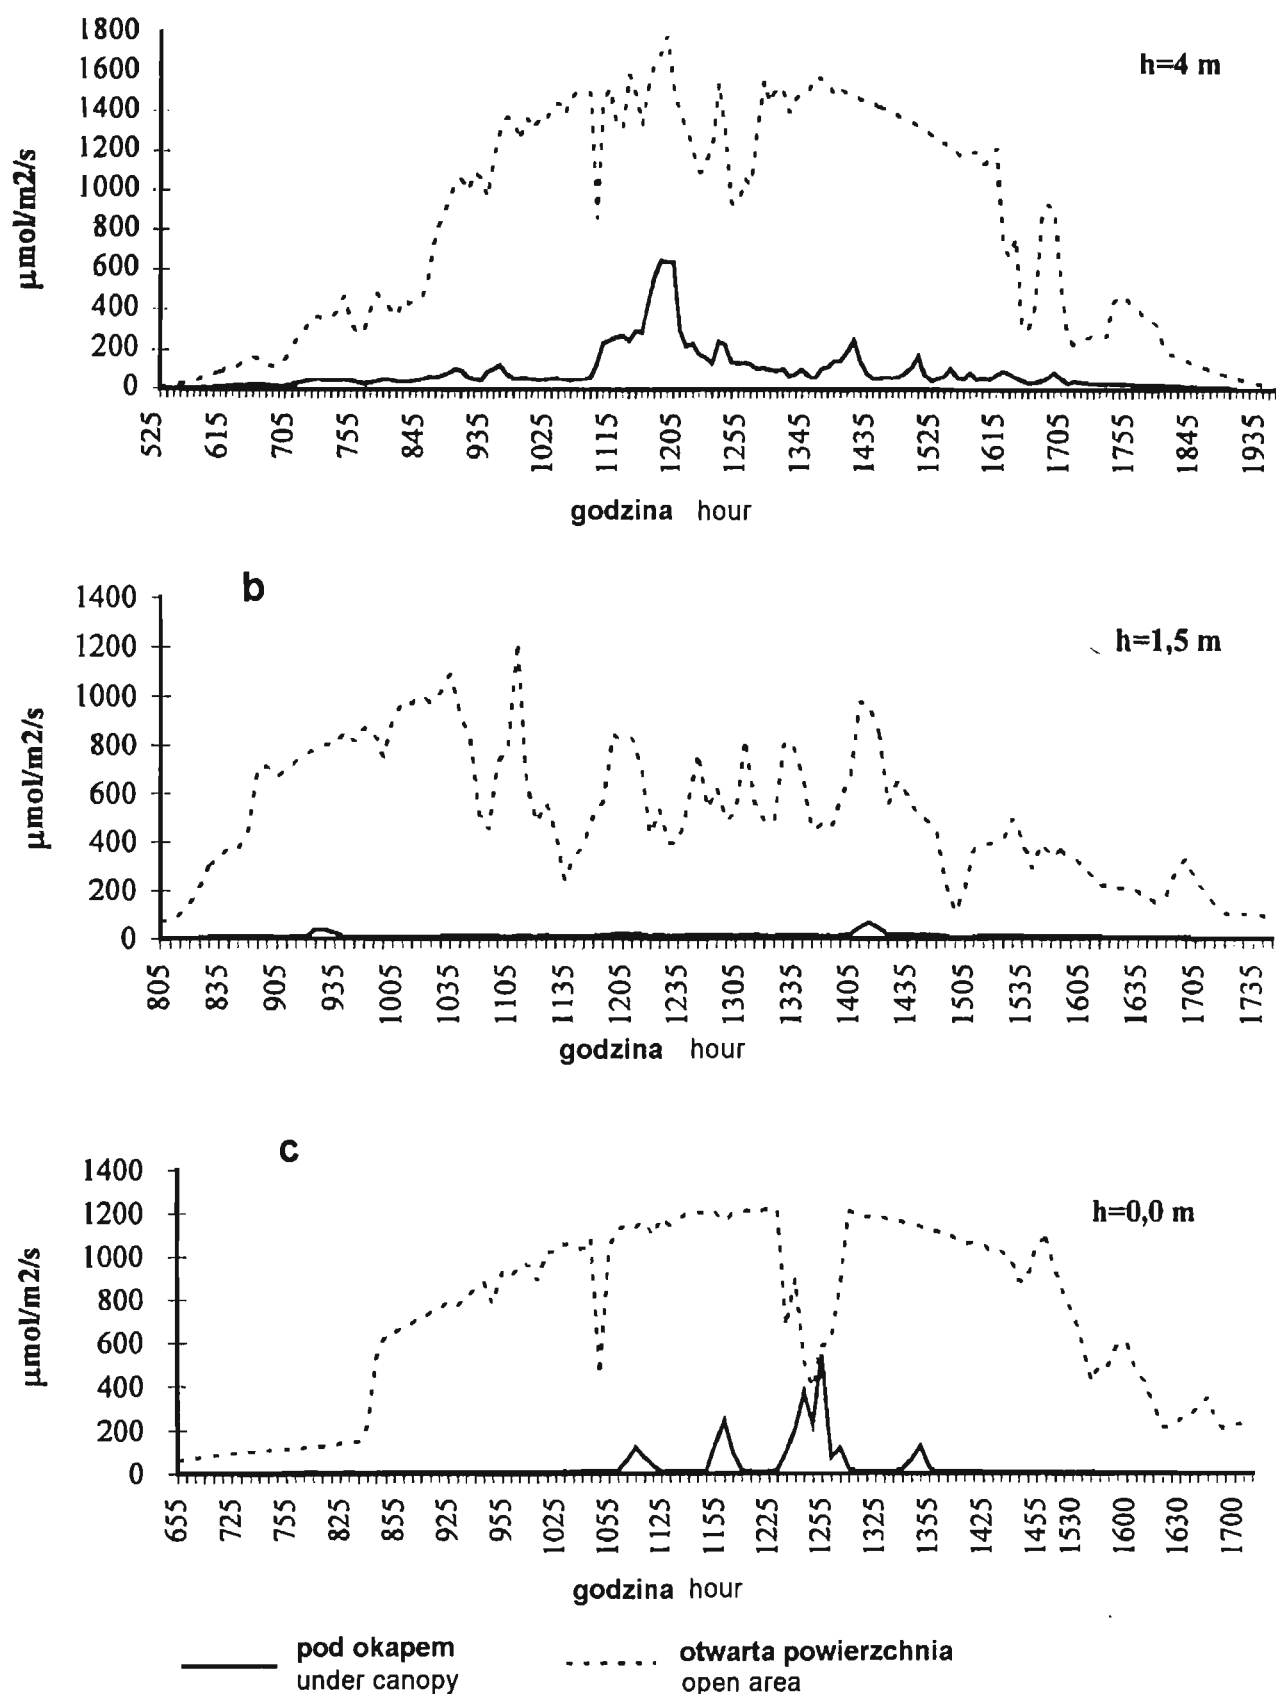 1800
1600
1400
1200
1000
800
600
400
200
0
µmol/m2/s
h=4 m
525 615 705 755 845 935 1025 1115 1205 1255 1345 1435 1525 1615 1705 1755 1845 1935
godzina hour
b
1400
1200
1000
800
600
400
200
0
µmol/m2/s
h=1,5 m
805 835 905 935 1005 1035 1105 1135 1205 1235 1305 1335 1405 1435 1505 1535 1605 1635 1705 1735
godzina hour
c
1400
1200
1000
800
600
400
200
0
µmol/m2/s
h=0,0 m
655 725 755 825 855 925 955 1025 1055 1125 1155 1225 1255 1325 1355 1425 1455 1530 1600 1630 1700
godzina hour
pod okapem
under canopy
otwarta powierzchnia
open area